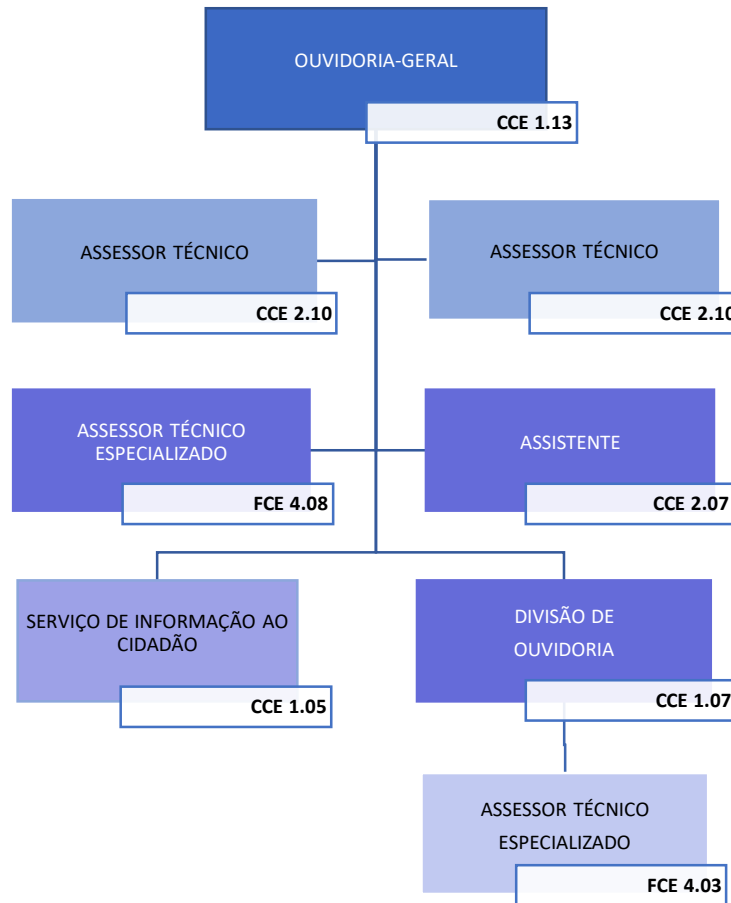 OUVIDORIA-GERAL
CCE 1.13
ASSESSOR TÉCNICO
CCE 2.10
ASSESSOR TÉCNICO
CCE 2.10
ASSESSOR TÉCNICO
ESPECIALIZADO
FCE 4.08
ASSISTENTE
CCE 2.07
SERVIÇO DE INFORMAÇÃO AO
CIDADÃO
CCE 1.05
DIVISÃO DE
OUVIDORIA
CCE 1.07
ASSESSOR TÉCNICO
ESPECIALIZADO
FCE 4.03